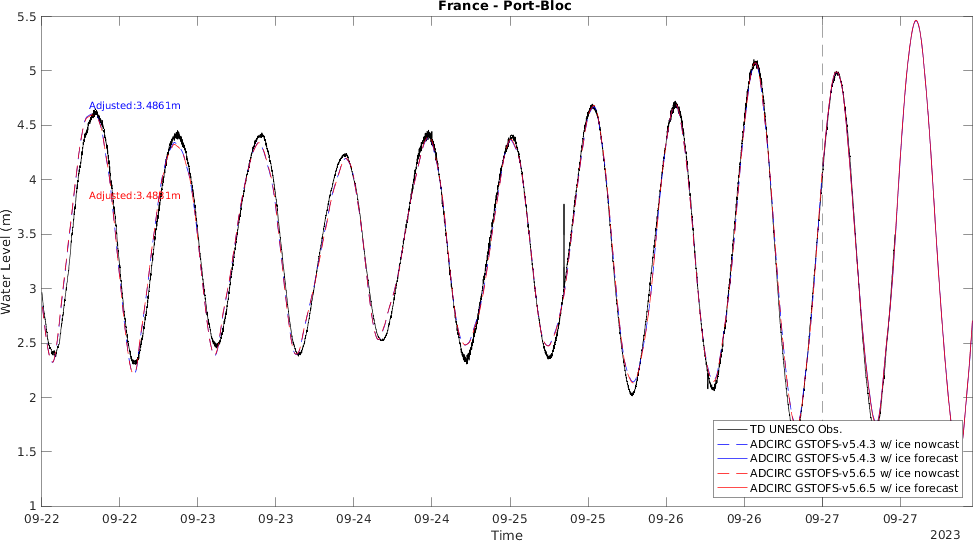 France - Port-Bloc
5.5
5
4.5
4
3.5
3
2.5
2
1.5
1
Water Level (m)
Adjusted:3.4861m
TD UNESCO Obs.
ADCIRC GSTOFS-v5.4.3 w/ ice nowcast
ADCIRC GSTOFS-v5.4.3 w/ ice forecast
ADCIRC GSTOFS-v5.6.5 w/ ice nowcast
ADCIRC GSTOFS-v5.6.5 w/ ice forecast
09-22 09-22 09-23 09-23 09-24 09-24 09-25 09-25 09-26 09-26 09-27 09-27
Time
2023